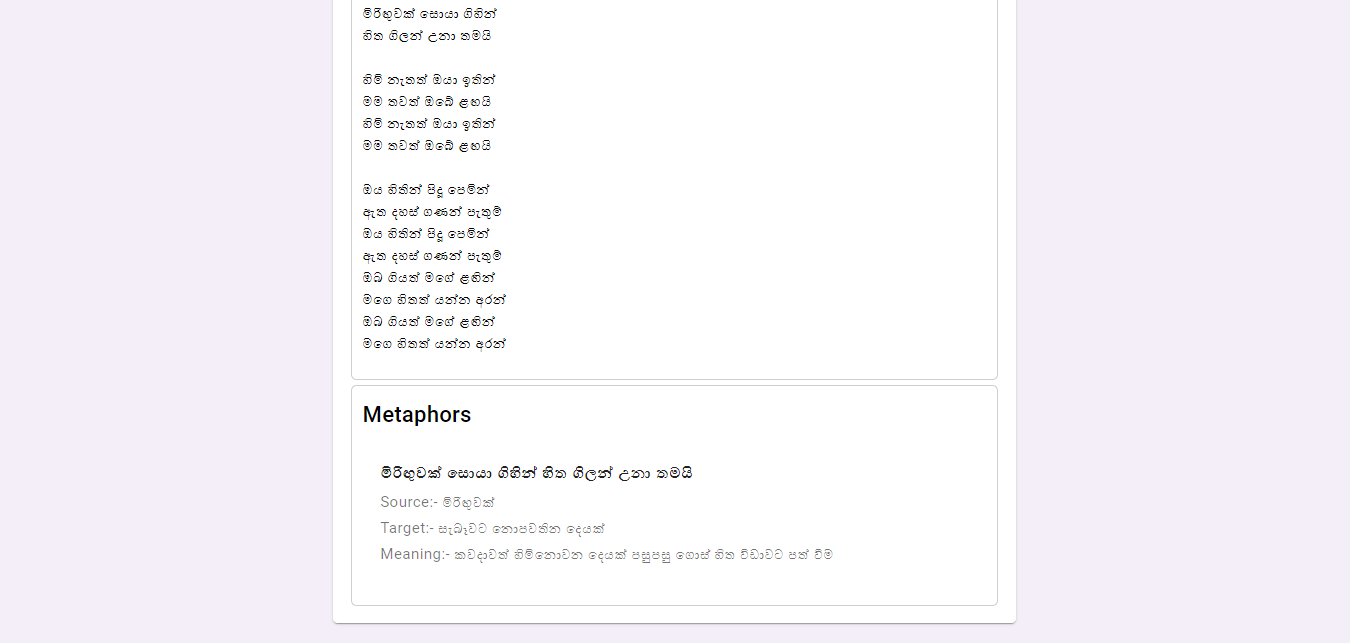 මිරිඟුවක් සොයා ගිහින්
හිත ගිලන් උනා තමයි
හිමි නැතත් ඔයා ඉතින්
මම තවත් ඔබේ ළඟයි
හිමි නැතත් ඔයා ඉතින්
මම තවත් ඔබේ ළඟයි
ඔය හිතින් පිදූ පෙමින්
ඇත දහස් ගණන් පැතුම්
ඔය හිතින් පිදූ පෙමින්
ඇත දහස් ගණන් පැතුම්
ඔබ ගියත් මගේ ළඟින්
මගෙ හිතත් යන්න අරන්
ඔබ ගියත් මගේ ළඟින්
මගෙ හිතත් යන්න අරන්
Metaphors
මිරිඟුවක් සොයා ගිහින් හිත ගිලන් උනා තමයි
Source:- මිරිඟුවක්
Target:- සැබෑවට නොපවතින දෙයක්
Meaning:- කවදාවත් හිමිනොවන දෙයක් පසුපසු ගොස් හිත විඩාවට පත් වීම